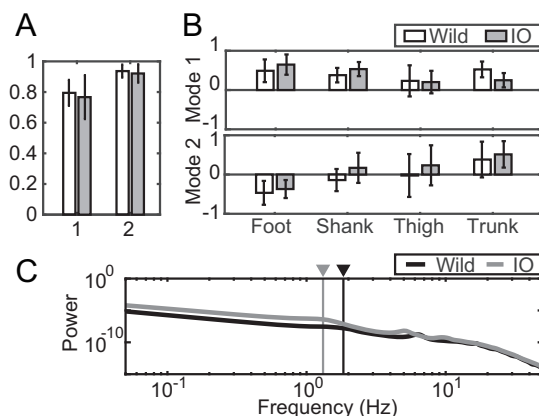 A
1
0.8
0.6
0.4
0.2
0
1 2
B
Wild IO
Mode 1
1
0
-1
Mode 2
1
0
-1
Foot Shank Thigh Trunk
C
Wild IO
Power
10^0
10^-10
10^-1 10^0 10^1
Frequency (Hz)